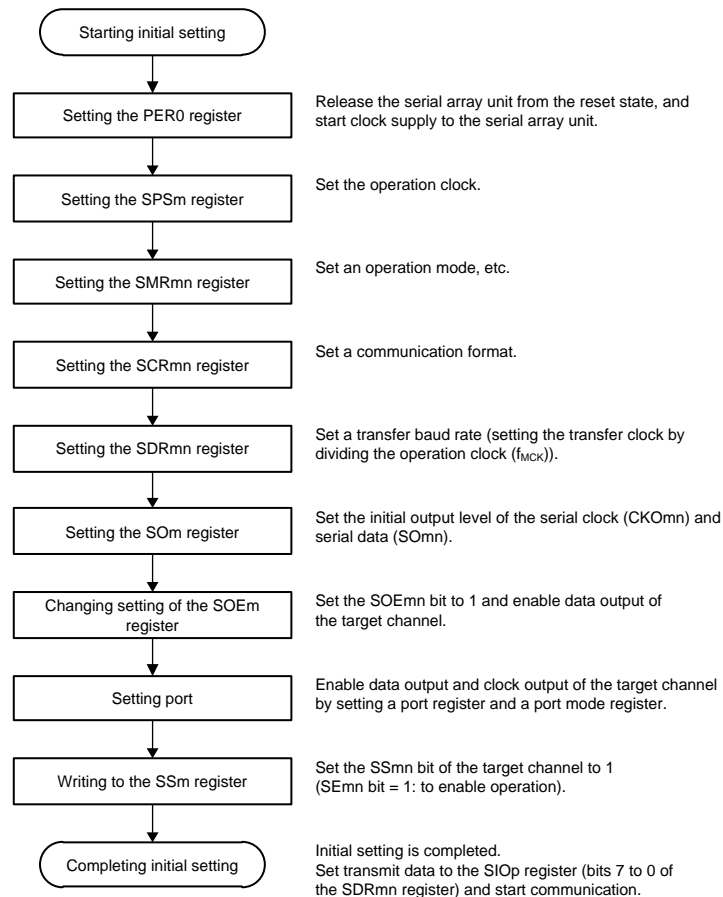 Starting initial setting
Setting the PER0 register
Release the serial array unit from the reset state, and
start clock supply to the serial array unit.
Setting the SPSm register
Set the operation clock.
Setting the SMRmn register
Set an operation mode, etc.
Setting the SCRmn register
Set a communication format.
Setting the SDRmn register
Set a transfer baud rate (setting the transfer clock by
dividing the operation clock (fMCK)).
Setting the SOm register
Set the initial output level of the serial clock (CKOmn) and
serial data (SOmn).
Changing setting of the SOEm
register
Set the SOEmn bit to 1 and enable data output of
the target channel.
Setting port
Enable data output and clock output of the target channel
by setting a port register and a port mode register.
Writing to the SSm register
Set the SSmn bit of the target channel to 1
(SEmn bit = 1: to enable operation).
Completing initial setting
Initial setting is completed.
Set transmit data to the SIOp register (bits 7 to 0 of
the SDRmn register) and start communication.